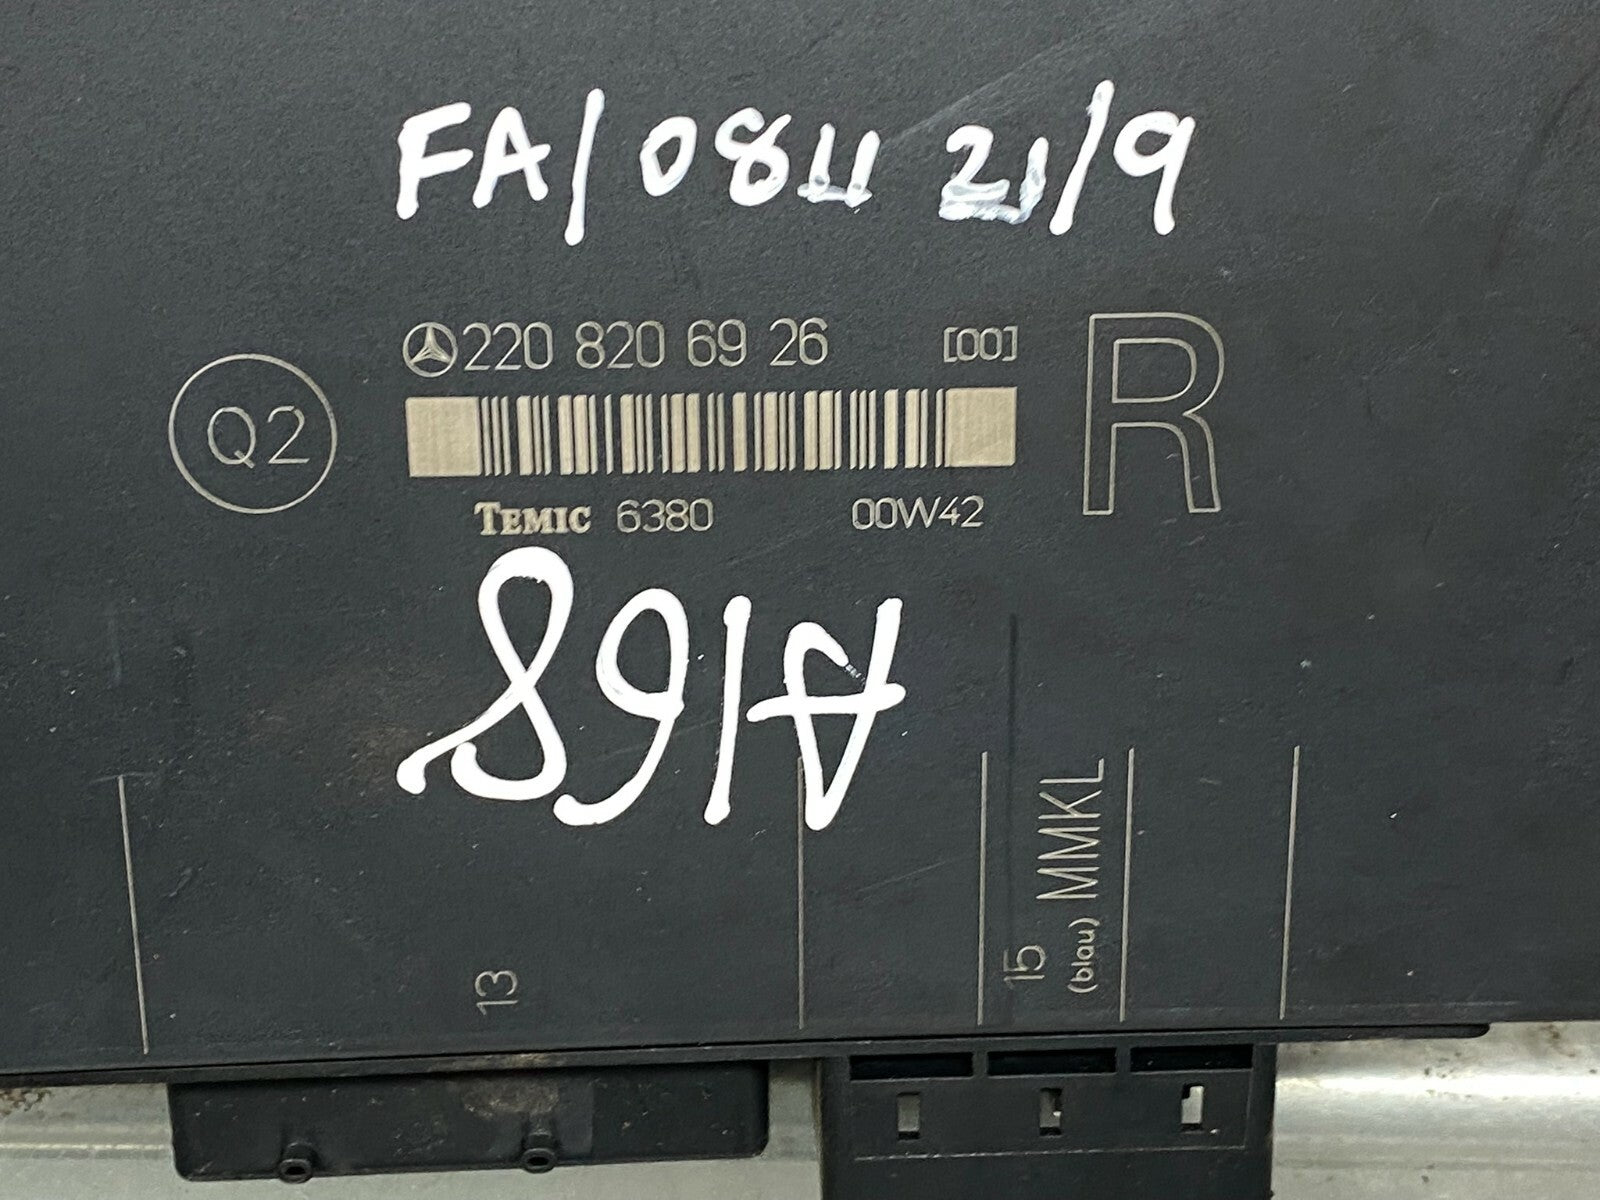 FA/0811 21/9
220 820 69 26 [00]
R
Q2
TEMIC 6380 00W42
A168
13
15
(blau) MMKL